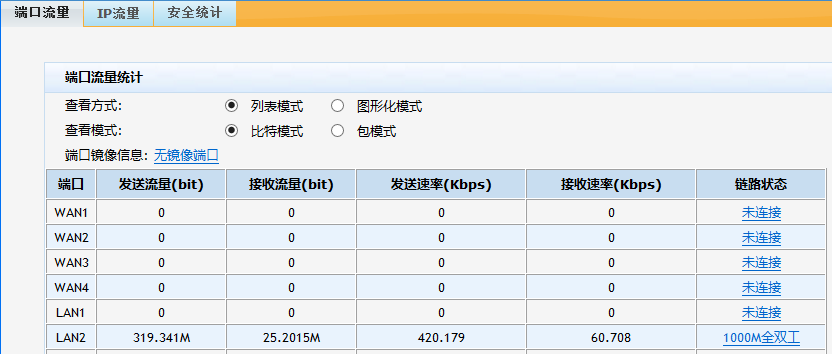 端口流量 IP流量 安全统计
端口流量统计
查看方式: 列表模式 图形化模式
查看模式: 比特模式 包模式
端口镜像信息: 无镜像端口
端口 发送流量(bit) 接收流量(bit) 发送速率(Kbps) 接收速率(Kbps) 链路状态
WAN1 0 0 0 0 未连接
WAN2 0 0 0 0 未连接
WAN3 0 0 0 0 未连接
WAN4 0 0 0 0 未连接
LAN1 0 0 0 0 未连接
LAN2 319.341M 25.2015M 420.179 60.708 1000M全双工